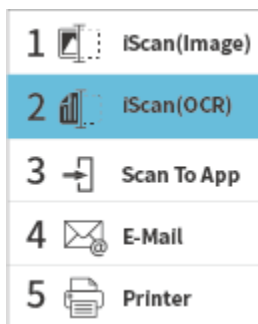 1 iScan(Image)
2 iScan(OCR)
3 Scan To App
4 E-Mail
@
5 Printer